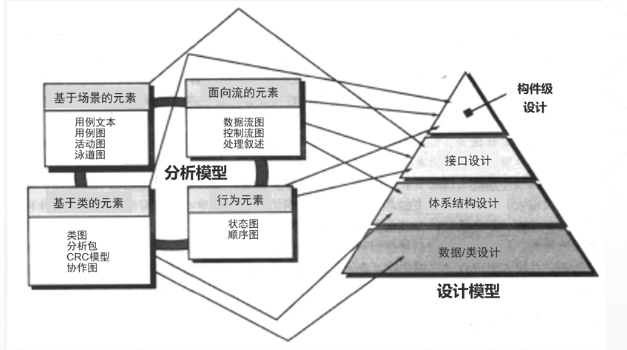 基于场景的元素
用例文本
用例图
活动图
泳道图
面向流的元素
数据流图
控制流图
处理叙述
分析模型
基于类的元素
类图
分析包
CRC模型
协作图
行为元素
状态图
顺序图
构件级
设计
接口设计
体系结构设计
数据/类设计
设计模型